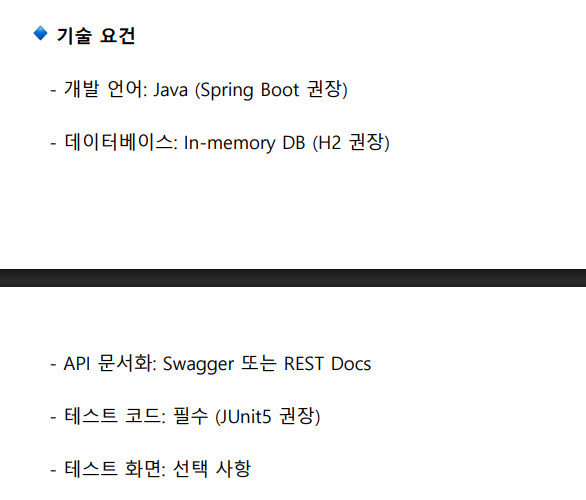 기술 요건
- 개발 언어: Java (Spring Boot 권장)
- 데이터베이스: In-memory DB (H2 권장)
- API 문서화: Swagger 또는 REST Docs
- 테스트 코드: 필수 (JUnit5 권장)
- 테스트 화면: 선택 사항